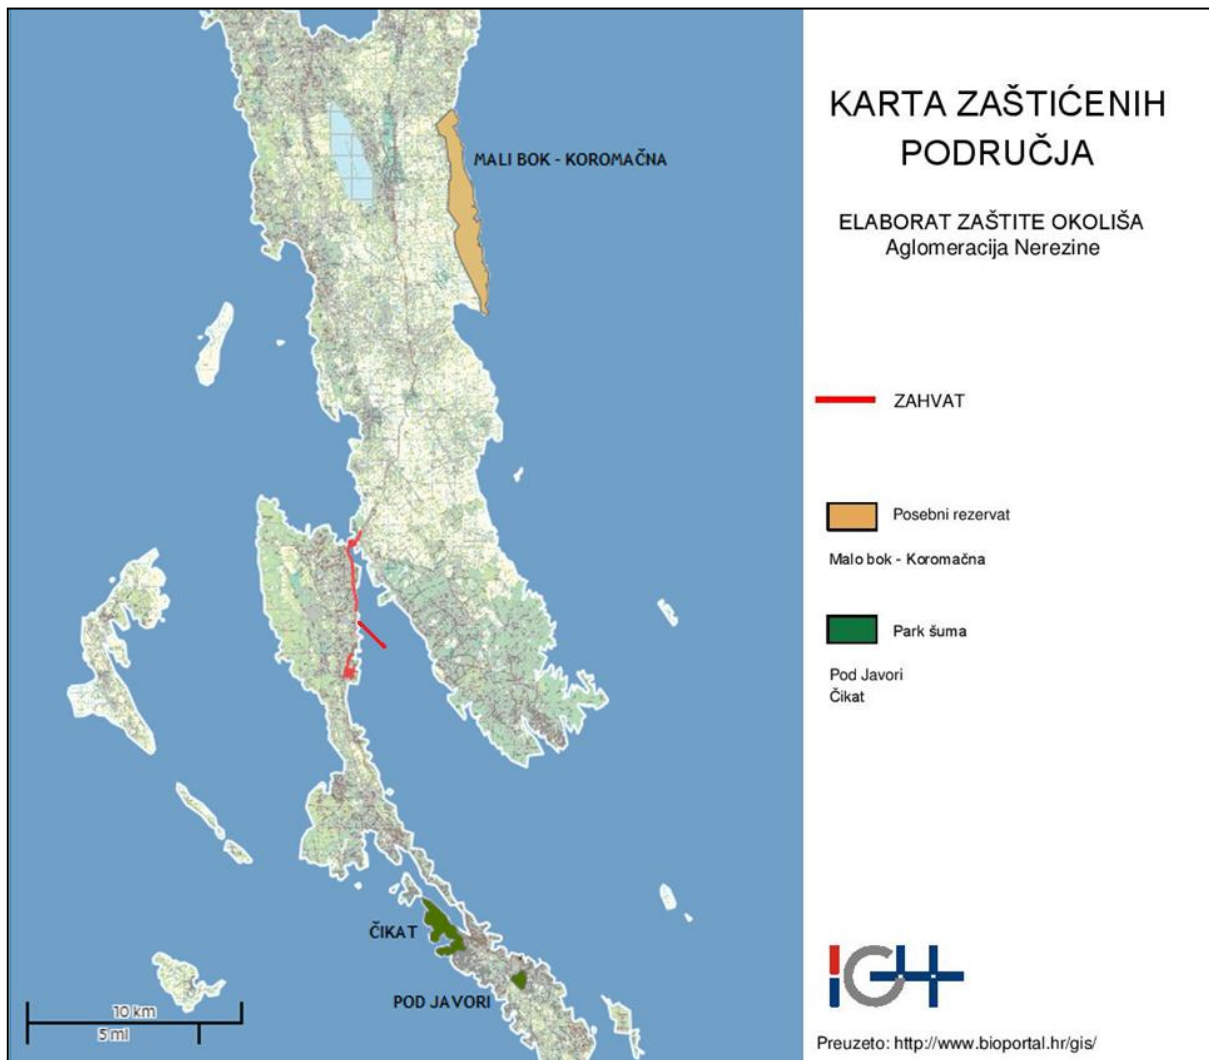 KARTA ZAŠTIĆENIH
PODRUČJA
ELABORAT ZAŠTITE OKOLIŠA
Aglomeracija Nerezine
MALI BOK - KOROMAČNA
ZAHVAT
Posebni rezervat
Malo bok - Koromačna
Park šuma
Pod Javori
Čikat
ČIKAT
POD JAVORI
10 km
5 ml
IGH
Preuzeto: http://www.bioportal.hr/gis/